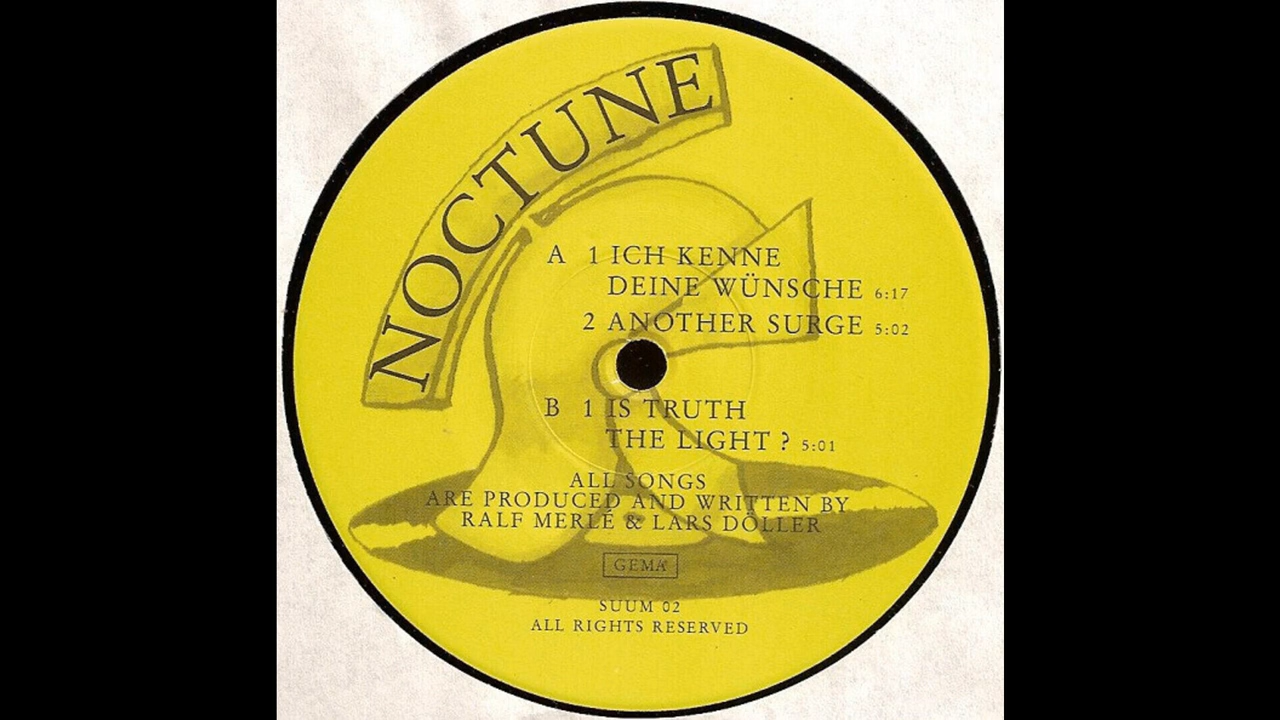 NOCTUNE
A 1 ICH KENNE
DEINE WÜNSCHE 6:17
2 ANOTHER SURGE 5:02
B 1 IS TRUTH
THE LIGHT ? 5:01
ALL SONGS
ARE PRODUCED AND WRITTEN BY
RALF MERLÉ & LARS DÖLLER
GEMA
SUUM 02
ALL RIGHTS RESERVED